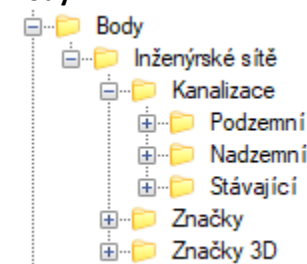 Body
Inženýrské sítě
Kanalizace
Podzemní
Nadzemní
Stávající
Značky
Značky 3D